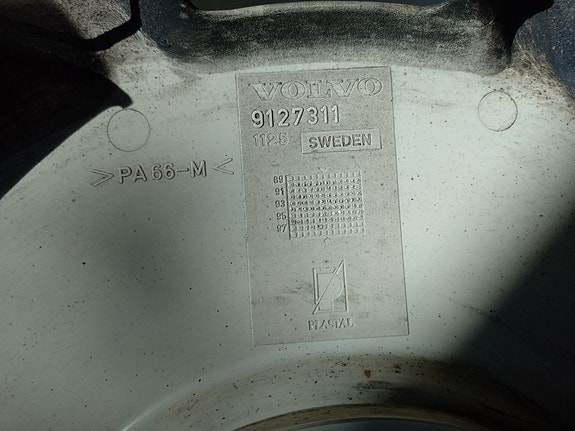 VOLVO
9127311
1125 SWEDEN
>PA66-M<
89
91
93
95
97
PLASTAL